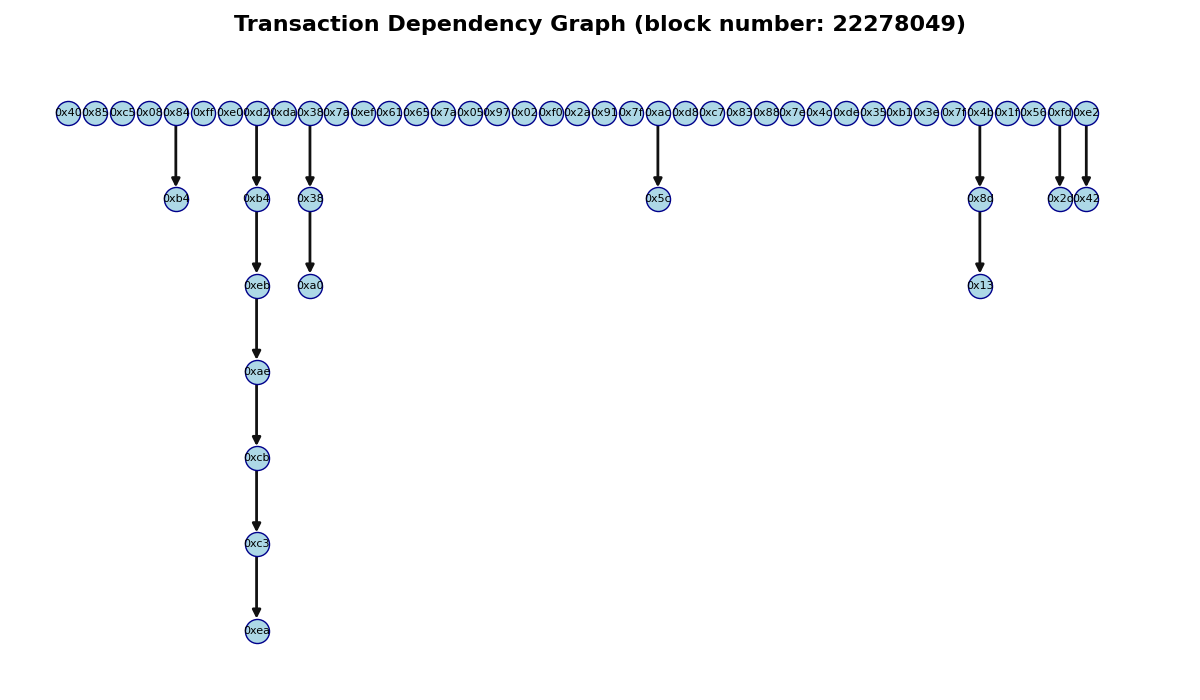 Transaction Dependency Graph (block number: 22278049)
0x40 0x85 0xc5 0x08 0x84 0xff 0xe0 0xd2 0xda 0x38 0x7a 0xef 0x61 0x65 0x7a 0x05 0x97 0x02 0xf0 0x2a 0x91 0x7f 0xac 0xd8 0xc7 0x83 0x88 0x7e 0x4c 0xde 0x35 0xb1 0x3e 0x7f 0x4b 0x1f 0x56 0xfd 0xe2
0xb4 0xb4 0x38 0x5c 0x8d 0x2d 0x42
0xeb 0xa0 0x13
0xae
0xcb
0xc3
0xea